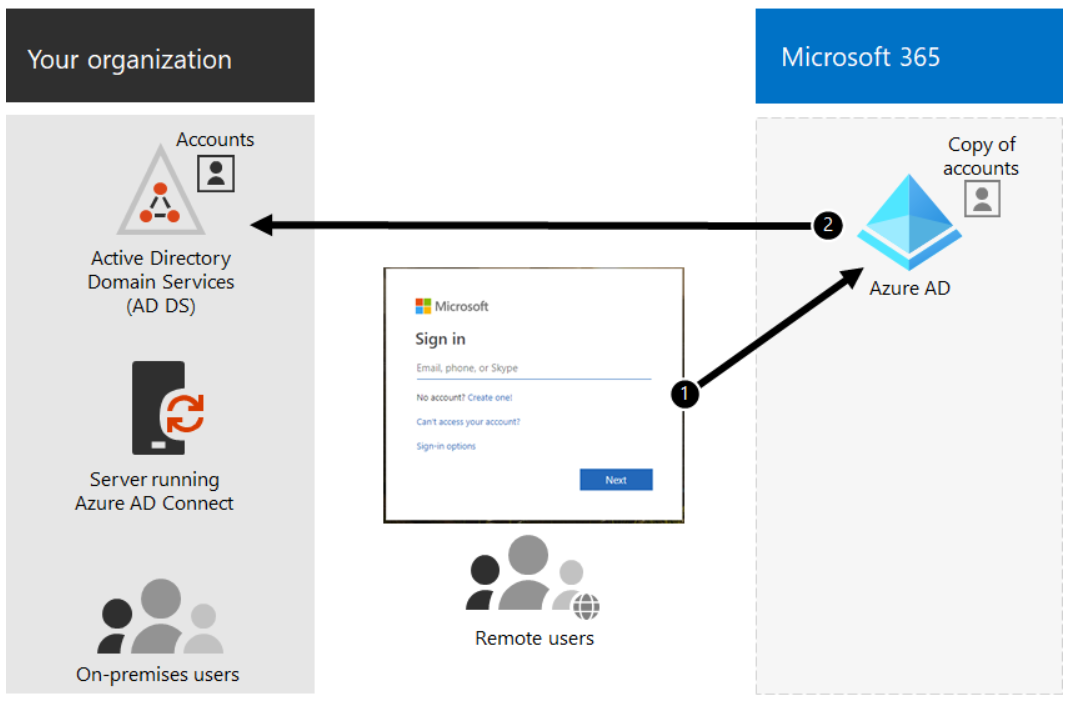 Your organization
Microsoft 365
Accounts
Active Directory
Domain Services
(AD DS)
Server running
Azure AD Connect
On-premises users
Microsoft
Sign in
Email, phone, or Skype
No account? Create one!
Can't access your account?
Sign-in options
Next
1
2
Remote users
Copy of
accounts
Azure AD